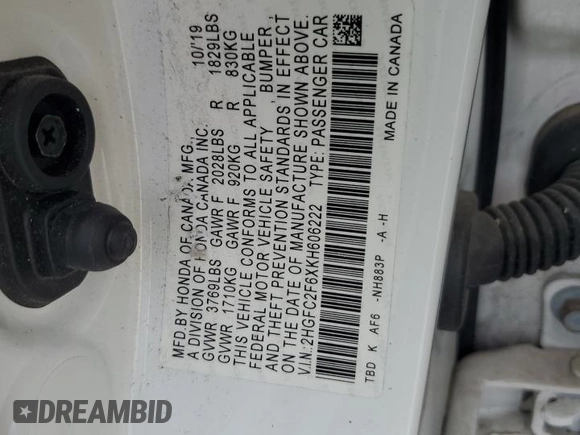 MFD.BY HONDA OF CANADA MFG., 10/19
A DIVISION OF HONDA CANADA INC.
GVWR 3769LBS GAWR F 2028LBS R 1829LBS
GVWR 1710KG GAWR F 920KG R 830KG
THIS VEHICLE CONFORMS TO ALL APPLICABLE
FEDERAL MOTOR VEHICLE SAFETY, BUMPER,
AND THEFT PREVENTION STANDARDS IN EFFECT
ON THE DATE OF MANUFACTURE SHOWN ABOVE.
V.I.N.:2HGFC2F6XKH606222 TYPE: PASSENGER CAR
TBD K AF6 -NH883P -A -H
MADE IN CANADA
DREAMBID